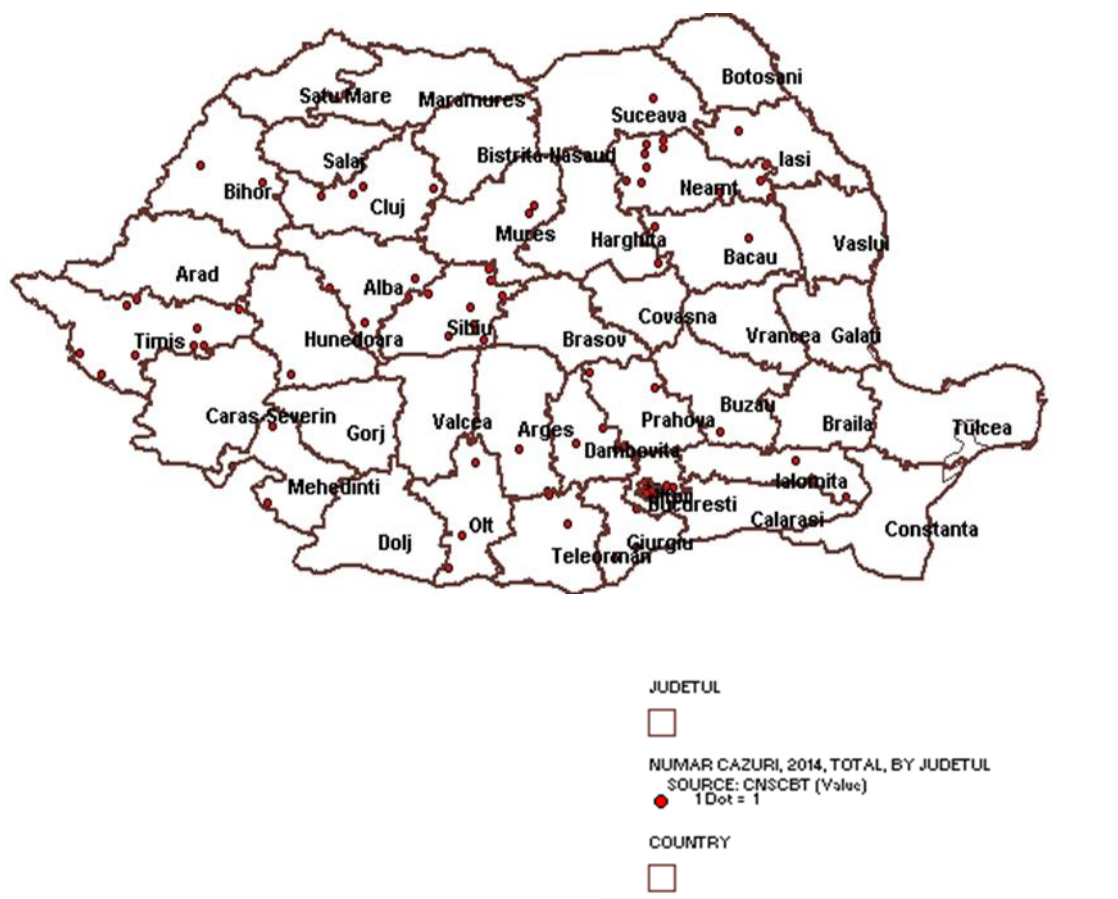 Botosani
Satu Mare
Maramures
Suceava
Salaj
Bistrita-Nasaud
Iasi
Bihor
Neamt
Cluj
Mures
Harghita
Vaslui
Bacau
Arad
Alba
Covasna
Timis
Hunedoara
Sibiu
Brasov
Vrancea
Galati
Caras-Severin
Valcea
Arges
Prahova
Buzau
Braila
Tulcea
Gorj
Dambovita
Mehedinti
Ialomita
Bucuresti
Calarasi
Constanta
Dolj
Olt
Giurgiu
Teleorman
JUDETUL
NUMAR CAZURI, 2014, TOTAL, BY JUDETUL
SOURCE: CNSCBT (Value)
1 Dot = 1
COUNTRY